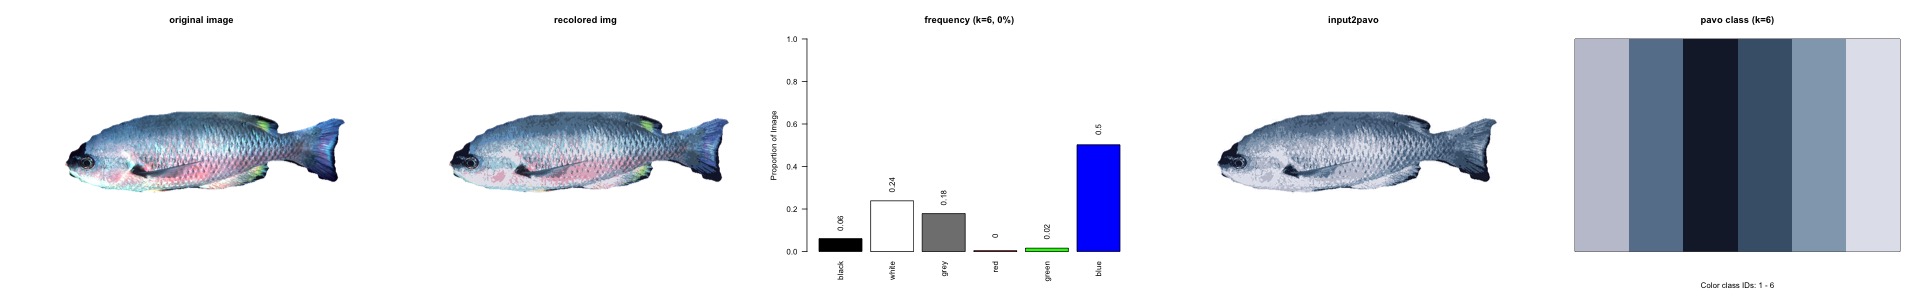 original image
recolored img
frequency (k=6, 0%)
input2pavo
pavo class (k=6)
Proportion of Image
1.0
0.8
0.6
0.4
0.2
0.0
0.06
0.24
0.18
0
0.02
0.5
black
white
grey
red
green
blue
Color class IDs: 1 - 6